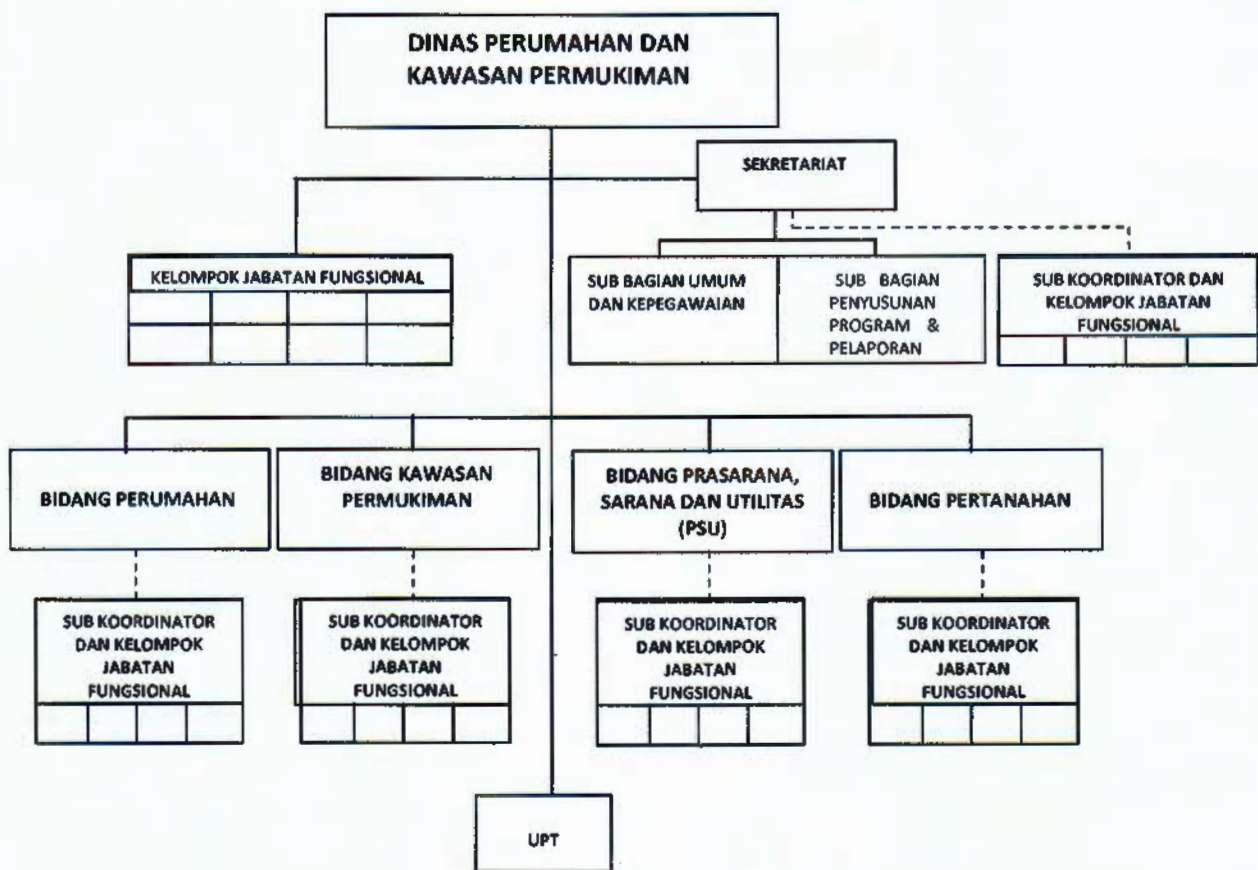 DINAS PERUMAHAN DAN
KAWASAN PERMUKIMAN
SEKRETARIAT
KELOMPOK JABATAN FUNGSIONAL
SUB BAGIAN UMUM
DAN KEPEGAWAIAN
SUB BAGIAN
PENYUSUNAN
PROGRAM &
PELAPORAN
SUB KOORDINATOR DAN
KELOMPOK JABATAN
FUNGSIONAL
BIDANG PERUMAHAN
BIDANG KAWASAN
PERMUKIMAN
BIDANG PRASARANA,
SARANA DAN UTILITAS
(PSU)
BIDANG PERTANAHAN
SUB KOORDINATOR
DAN KELOMPOK
JABATAN
FUNGSIONAL
SUB KOORDINATOR
DAN KELOMPOK
JABATAN
FUNGSIONAL
SUB KOORDINATOR
DAN KELOMPOK
JABATAN
FUNGSIONAL
SUB KOORDINATOR
DAN KELOMPOK
JABATAN
FUNGSIONAL
UPT